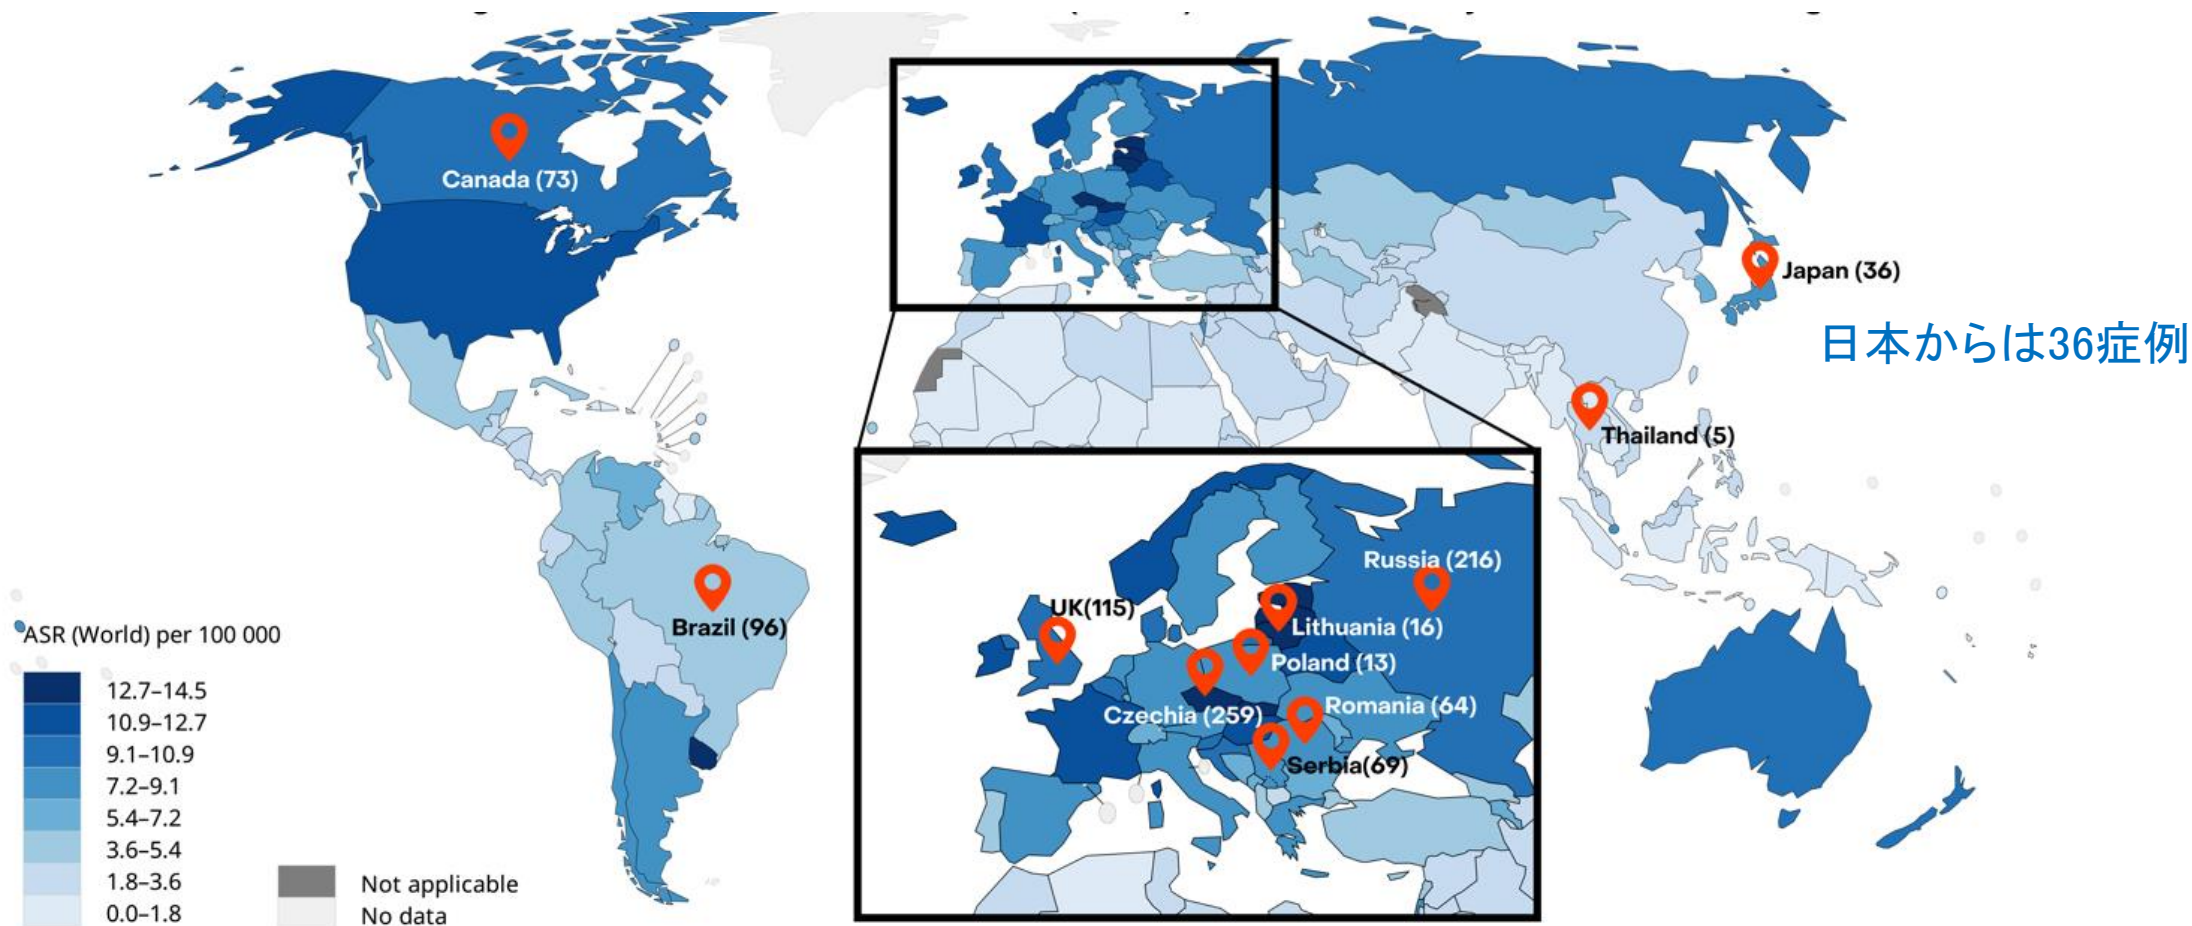 Canada (73)
Japan (36)
日本からは36症例
Thailand (5)
Brazil (96)
Russia (216)
UK(115)
Lithuania (16)
Poland (13)
Czechia (259)
Romania (64)
Serbia(69)
ASR (World) per 100 000
12.7–14.5
10.9–12.7
9.1–10.9
7.2–9.1
5.4–7.2
3.6–5.4
1.8–3.6
0.0–1.8
Not applicable
No data